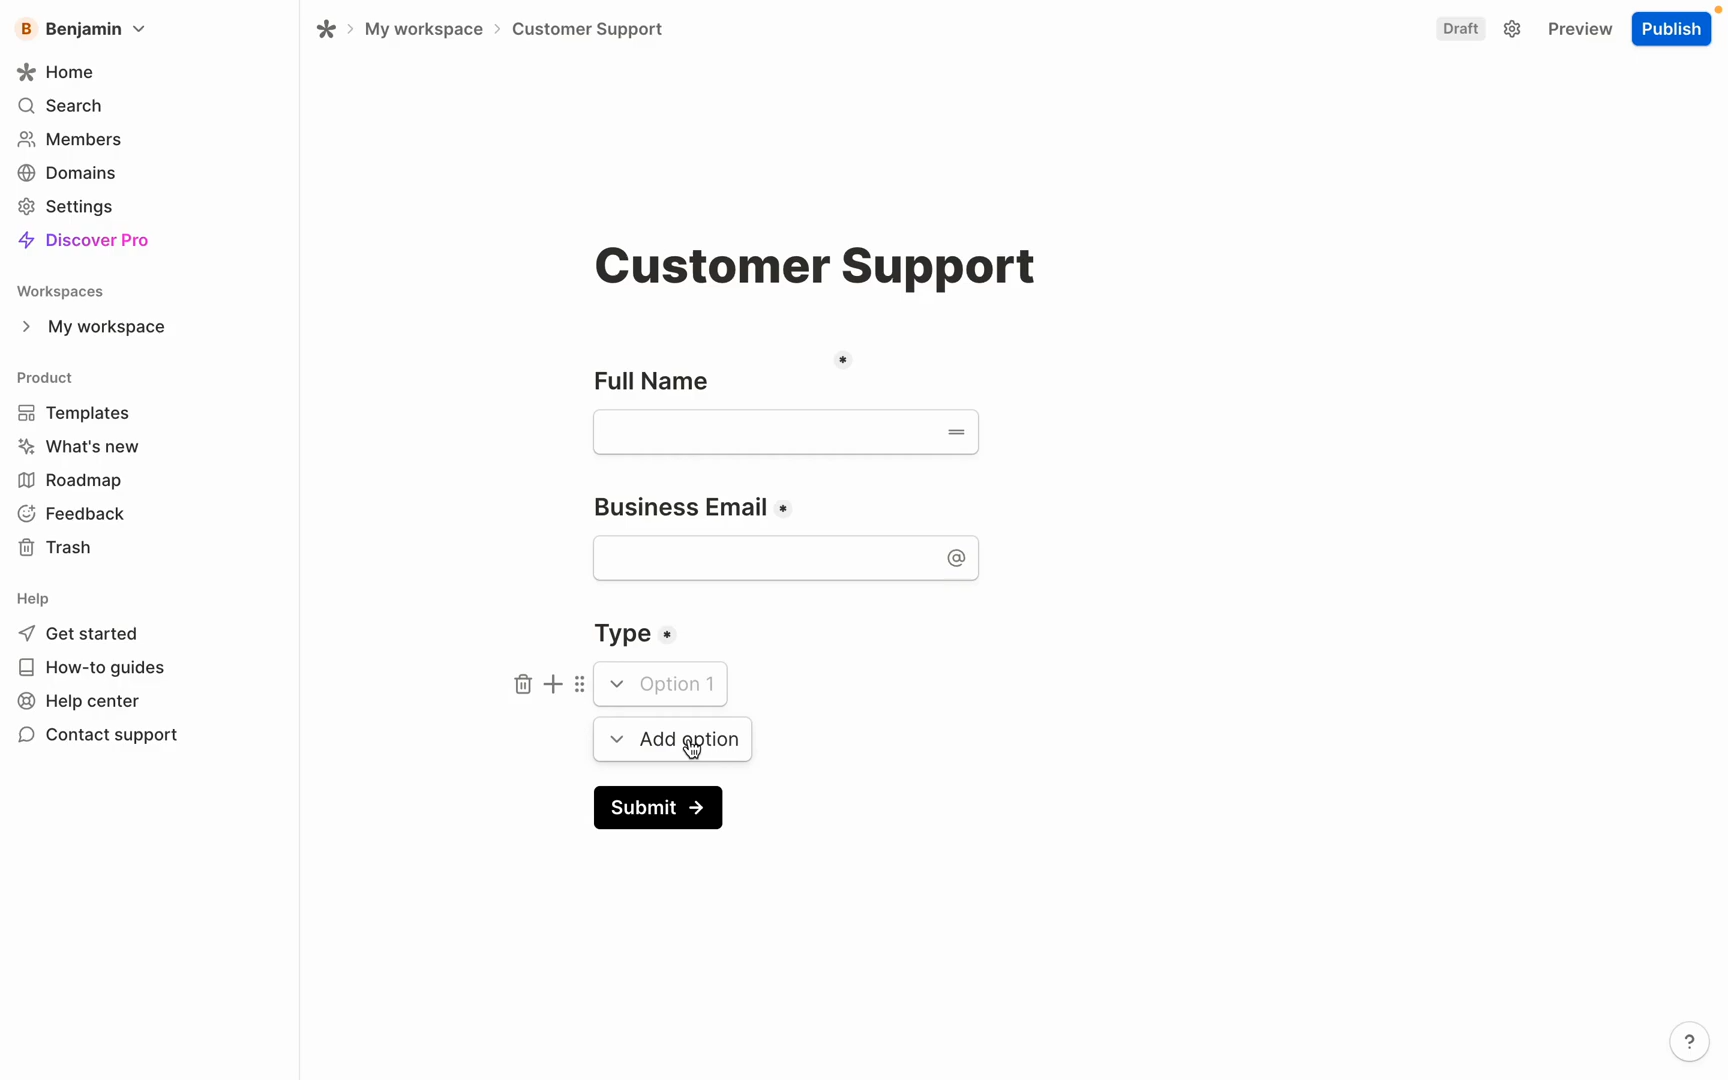 B Benjamin
My workspace
Customer Support
Draft
Preview
Publish
Home
Search
Members
Domains
Settings
Discover Pro
Workspaces
My workspace
Product
Templates
What's new
Roadmap
Feedback
Trash
Help
Get started
How-to guides
Help center
Contact support
Customer Support
*
Full Name
Business Email *
@
Type *
Option 1
Add option
Submit →
?